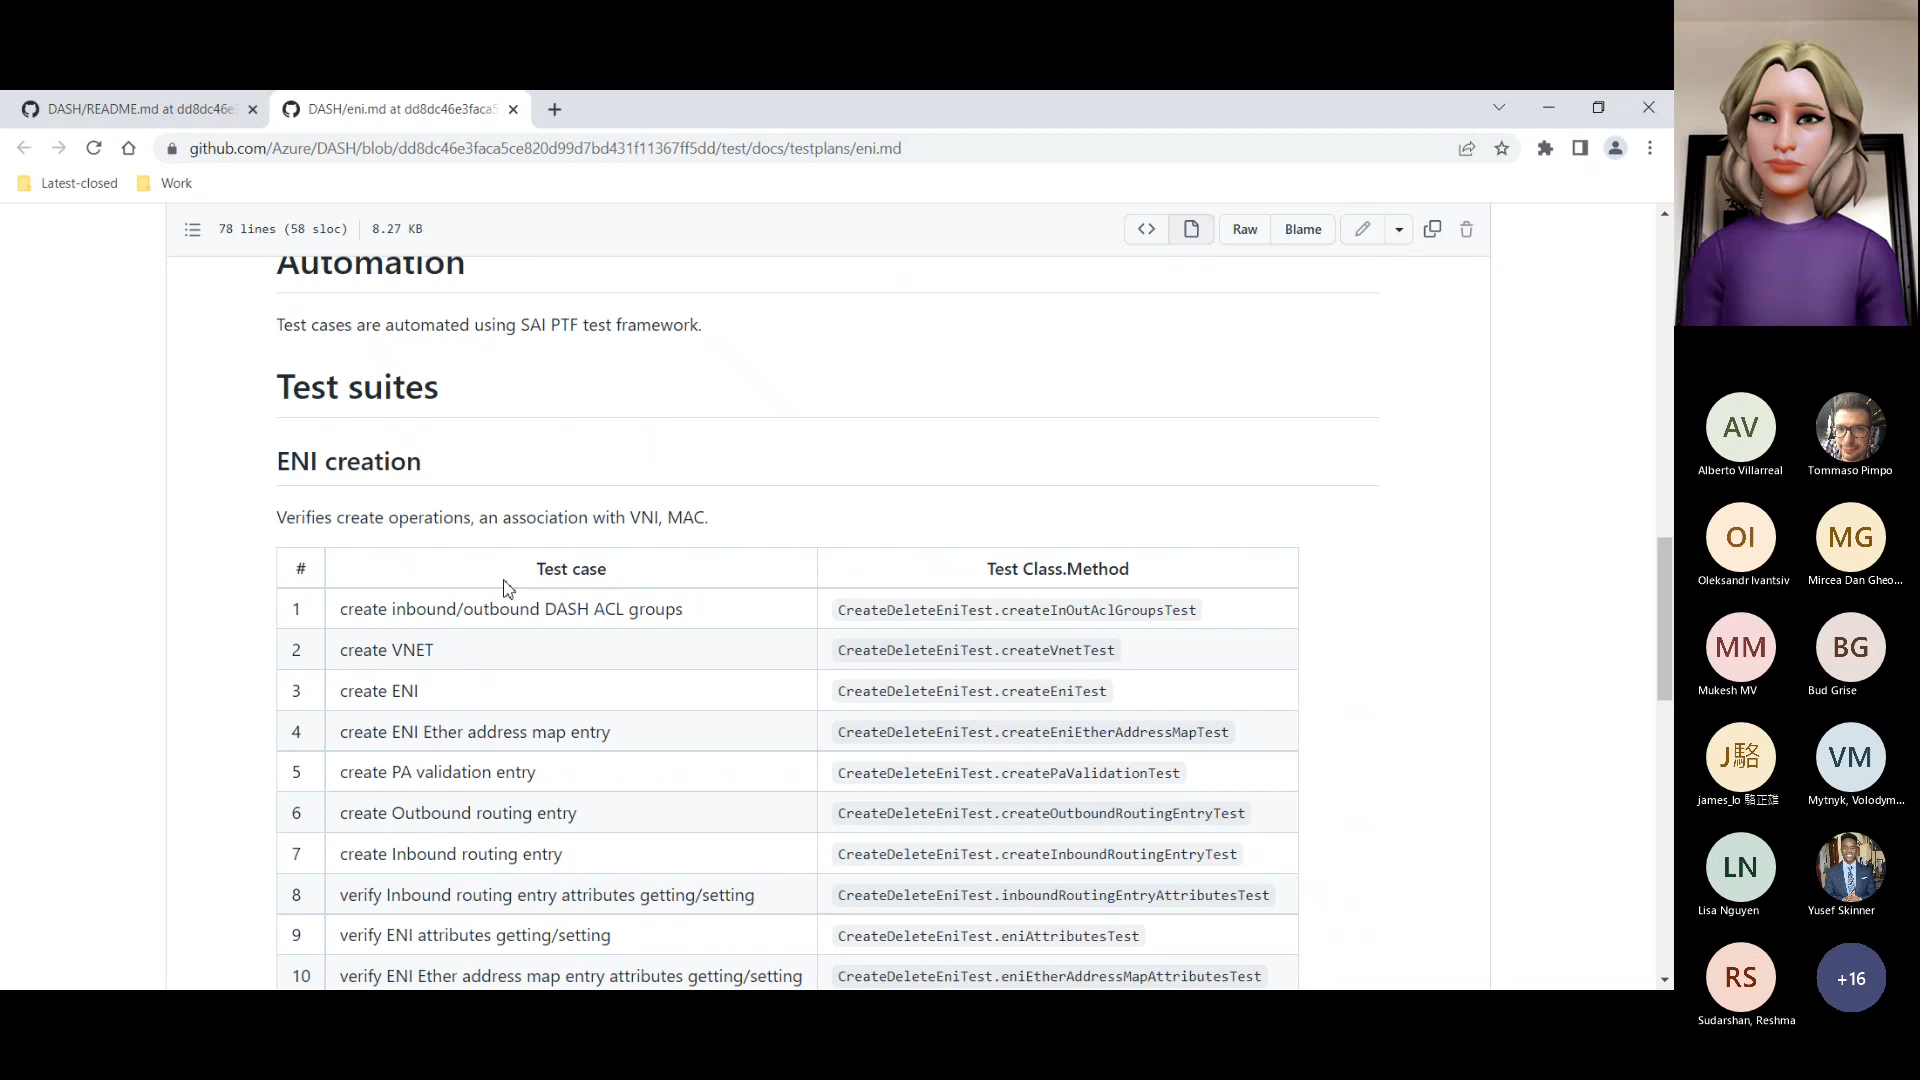 DASH/README.md at dd8dc46e
DASH/eni.md at dd8dc46e3faca5
github.com/Azure/DASH/blob/dd8dc46e3faca5ce820d99d7bd431f11367ff5dd/test/docs/testplans/eni.md
Latest-closed
Work
78 lines (58 sloc)
8.27 KB
Raw
Blame
Automation
Test cases are automated using SAI PTF test framework.
Test suites
ENI creation
Verifies create operations, an association with VNI, MAC.
# Test case Test Class.Method
1 create inbound/outbound DASH ACL groups CreateDeleteEniTest.createInOutAclGroupsTest
2 create VNET CreateDeleteEniTest.createVnetTest
3 create ENI CreateDeleteEniTest.createEniTest
4 create ENI Ether address map entry CreateDeleteEniTest.createEniEtherAddressMapTest
5 create PA validation entry CreateDeleteEniTest.createPaValidationTest
6 create Outbound routing entry CreateDeleteEniTest.createOutboundRoutingEntryTest
7 create Inbound routing entry CreateDeleteEniTest.createInboundRoutingEntryTest
8 verify Inbound routing entry attributes getting/setting CreateDeleteEniTest.inboundRoutingEntryAttributesTest
9 verify ENI attributes getting/setting CreateDeleteEniTest.eniAttributesTest
10 verify ENI Ether address map entry attributes getting/setting CreateDeleteEniTest.eniEtherAddressMapAttributesTest
AV
Alberto Villarreal
Tommaso Pimpo
OI
Oleksandr Ivantsiv
MG
Mircea Dan Gheo...
MM
Mukesh MV
BG
Bud Grise
J駱
james_lo 駱正雄
VM
Mytnyk, Volodym...
LN
Lisa Nguyen
Yusef Skinner
RS
Sudarshan, Reshma
+16